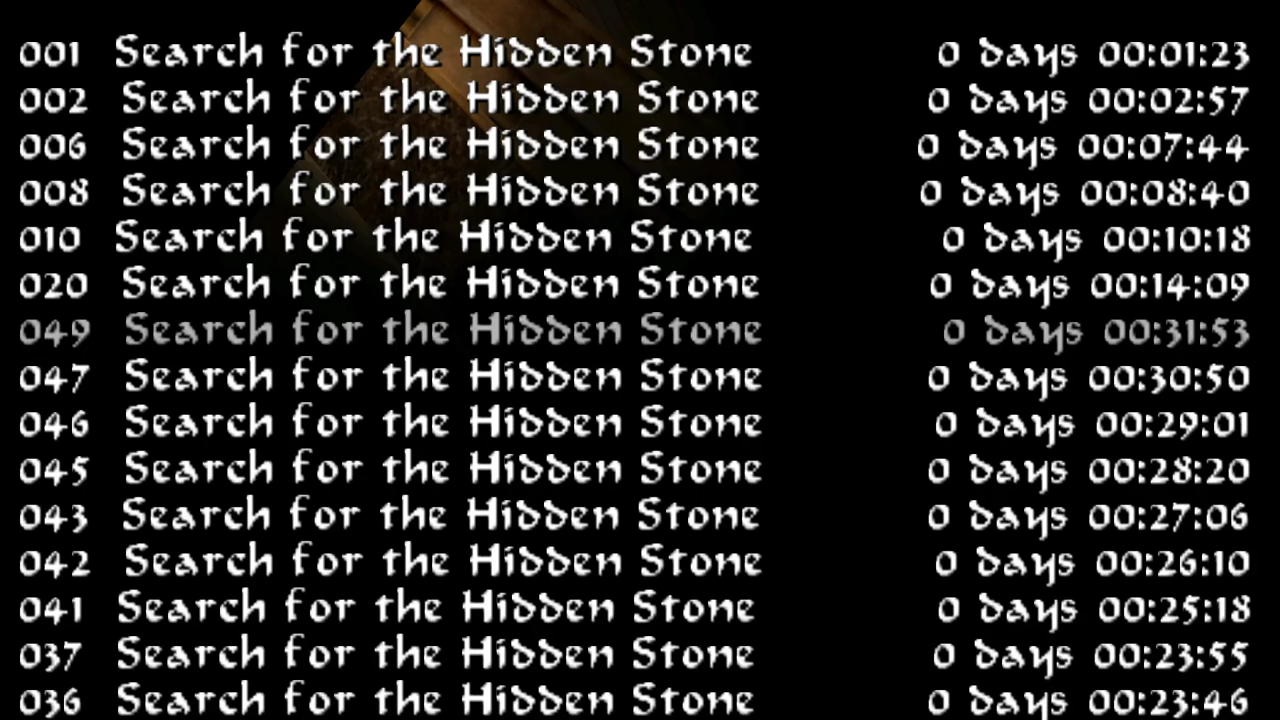 001 Search for the Hidden Stone 0 days 00:01:23
002 Search for the Hidden Stone 0 days 00:02:57
006 Search for the Hidden Stone 0 days 00:07:44
008 Search for the Hidden Stone 0 days 00:08:40
010 Search for the Hidden Stone 0 days 00:10:18
020 Search for the Hidden Stone 0 days 00:14:09
049 Search for the Hidden Stone 0 days 00:31:53
047 Search for the Hidden Stone 0 days 00:30:50
046 Search for the Hidden Stone 0 days 00:29:01
045 Search for the Hidden Stone 0 days 00:28:20
043 Search for the Hidden Stone 0 days 00:27:06
042 Search for the Hidden Stone 0 days 00:26:10
041 Search for the Hidden Stone 0 days 00:25:18
037 Search for the Hidden Stone 0 days 00:23:55
036 Search for the Hidden Stone 0 days 00:23:46